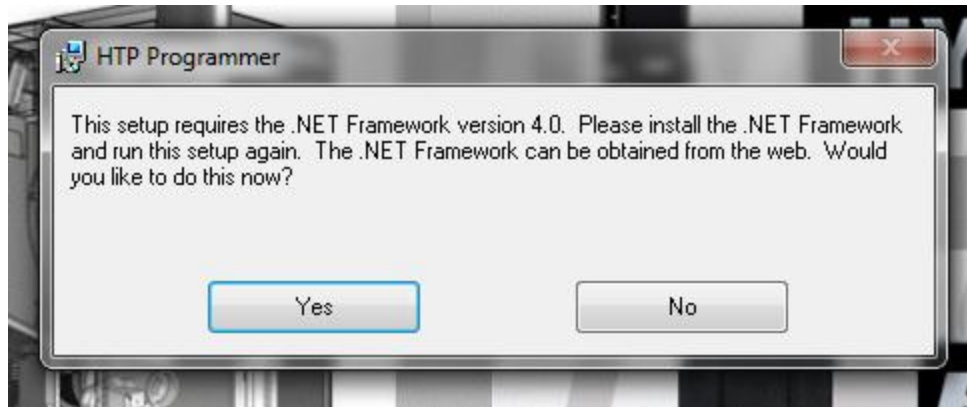 HTP Programmer
This setup requires the .NET Framework version 4.0.  Please install the .NET Framework
and run this setup again.  The .NET Framework can be obtained from the web.  Would
you like to do this now?
Yes
No